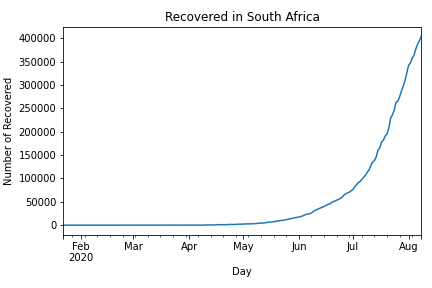 Recovered in South Africa
Number of Recovered
400000
350000
300000
250000
200000
150000
100000
50000
0
Feb Mar Apr May Jun Jul Aug
2020
Day